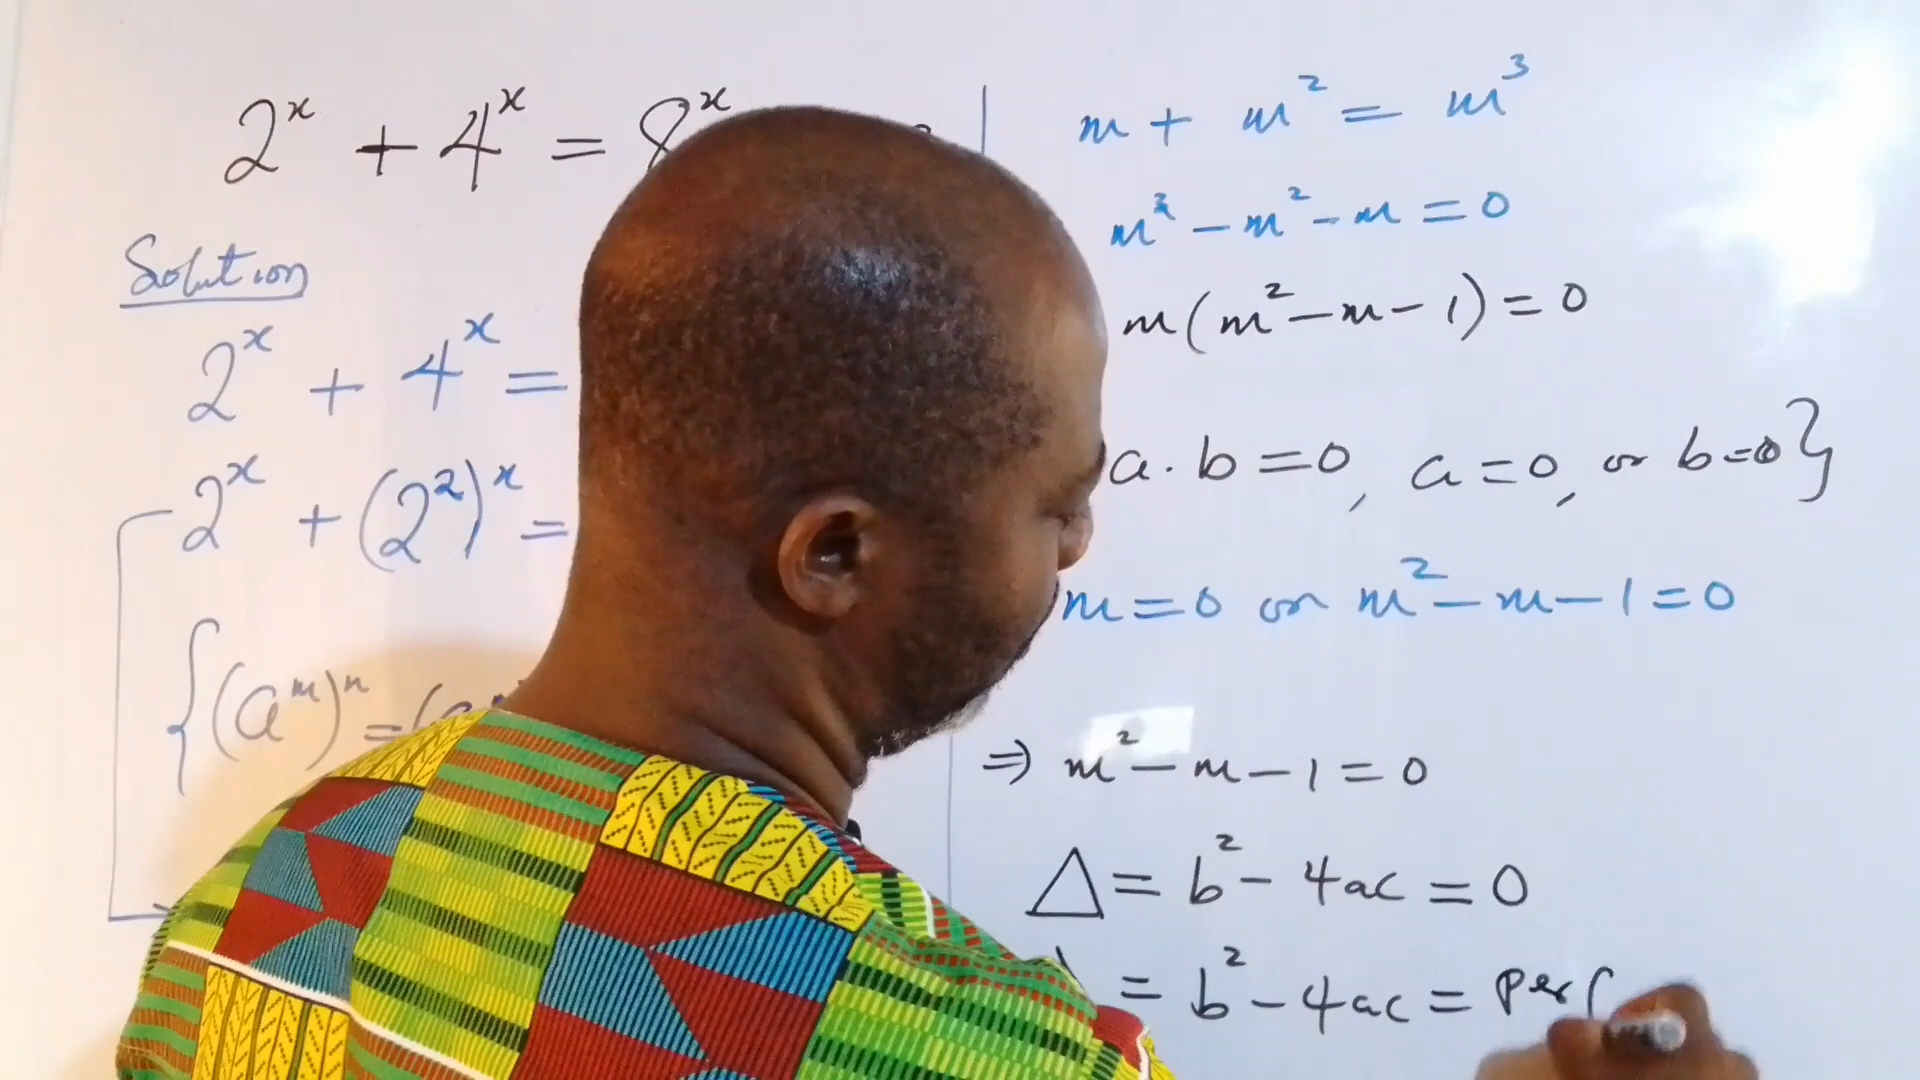 2^x + 4^x = 8^x
Solution
2^x + 4^x =
2^x + (2^2)^x =
{(a^m)^n = (a
m + m^2 = m^3
m^3 - m^2 - m = 0
m(m^2 - m - 1) = 0
a . b = 0, a = 0, or b = 0}
m = 0 or m^2 - m - 1 = 0
⇒ m^2 - m - 1 = 0
△ = b^2 - 4ac = 0
= b^2 - 4ac = perf